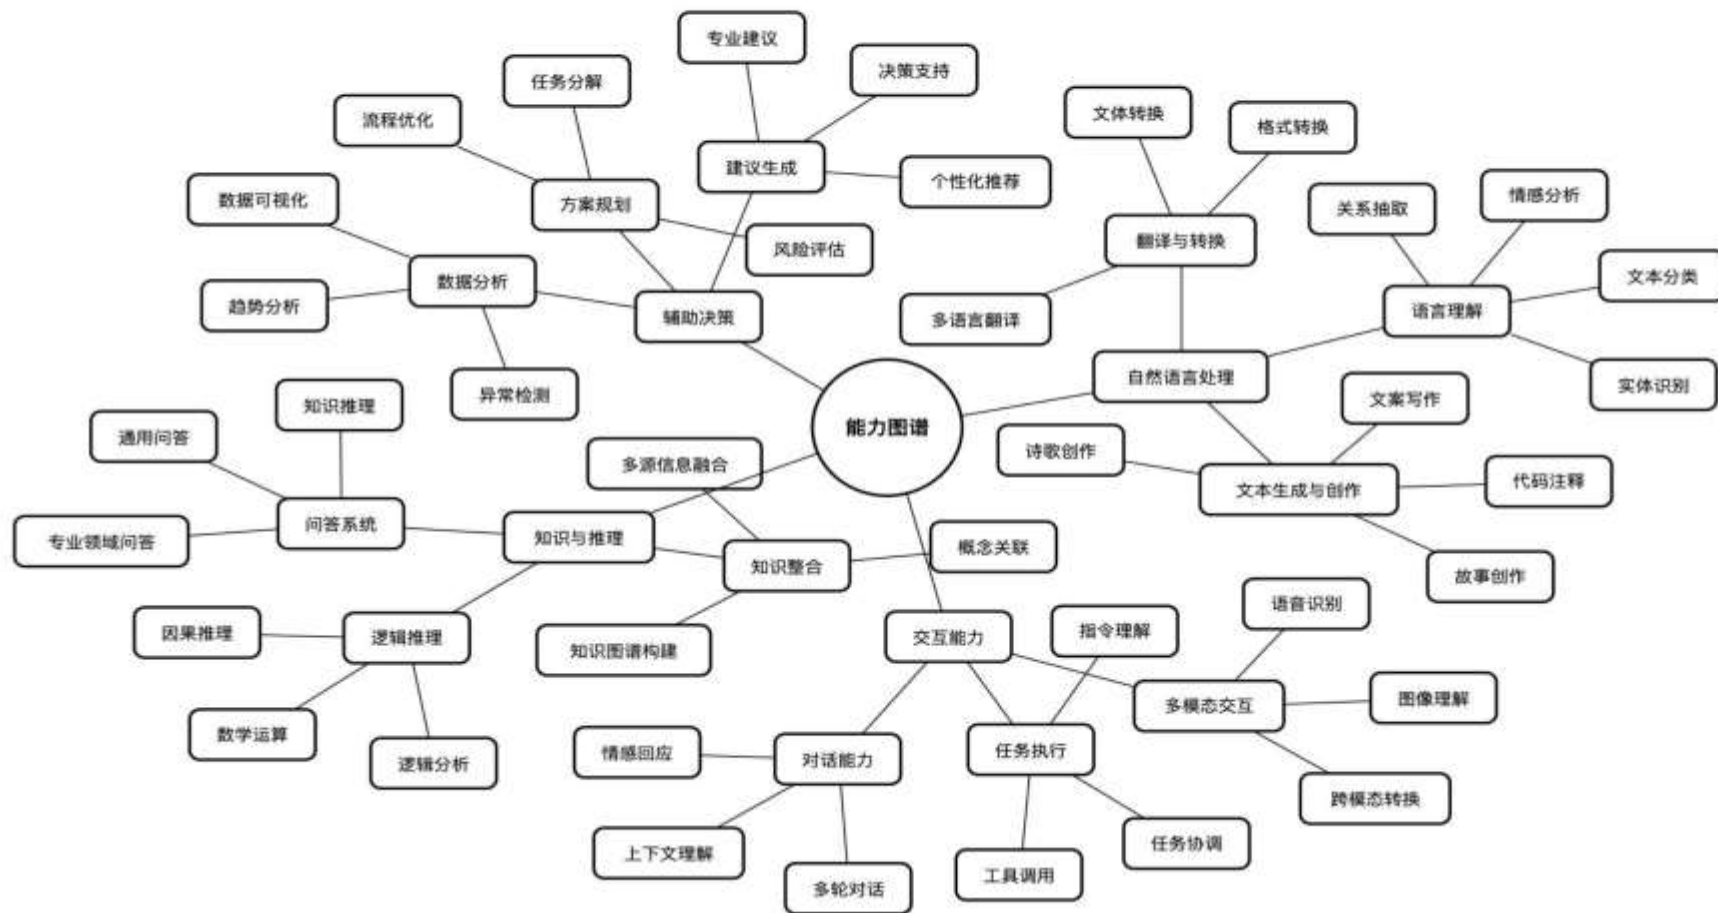 专业建议
决策支持
任务分解
流程优化
建议生成
个性化推荐
数据可视化
方案规划
风险评估
数据分析
趋势分析
辅助决策
异常检测
文体转换
格式转换
关系抽取
情感分析
翻译与转换
文本分类
语言理解
多语言翻译
自然语言处理
实体识别
文案写作
能力图谱
诗歌创作
文本生成与创作
代码注释
故事创作
知识推理
通用问答
多源信息融合
问答系统
知识与推理
专业领域问答
知识整合
概念关联
因果推理
逻辑推理
知识图谱构建
数学运算
逻辑分析
交互能力
指令理解
语音识别
多模态交互
图像理解
情感回应
对话能力
任务执行
跨模态转换
上下文理解
多轮对话
工具调用
任务协调